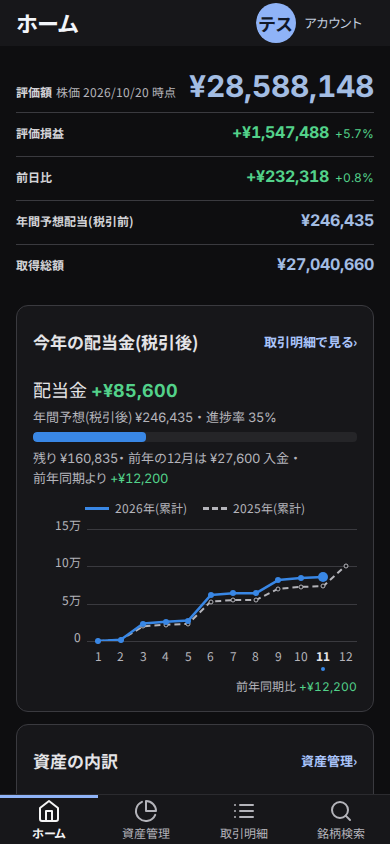 ホーム
テス アカウント
評価額 株価 2026/10/20 時点 ¥28,588,148
評価損益 +¥1,547,488 +5.7%
前日比 +¥232,318 +0.8%
年間予想配当(税引前) ¥246,435
取得総額 ¥27,040,660
今年の配当金(税引後) 取引明細で見る›
配当金 +¥85,600
年間予想(税引後) ¥246,435・進捗率 35%
残り ¥160,835・前年の12月は ¥27,600 入金・
前年同期より +¥12,200
2026年(累計) 2025年(累計)
15万
10万
5万
0
1 2 3 4 5 6 7 8 9 10 11 12
前年同期比 +¥12,200
資産の内訳 資産管理›
ホーム 資産管理 取引明細 銘柄検索